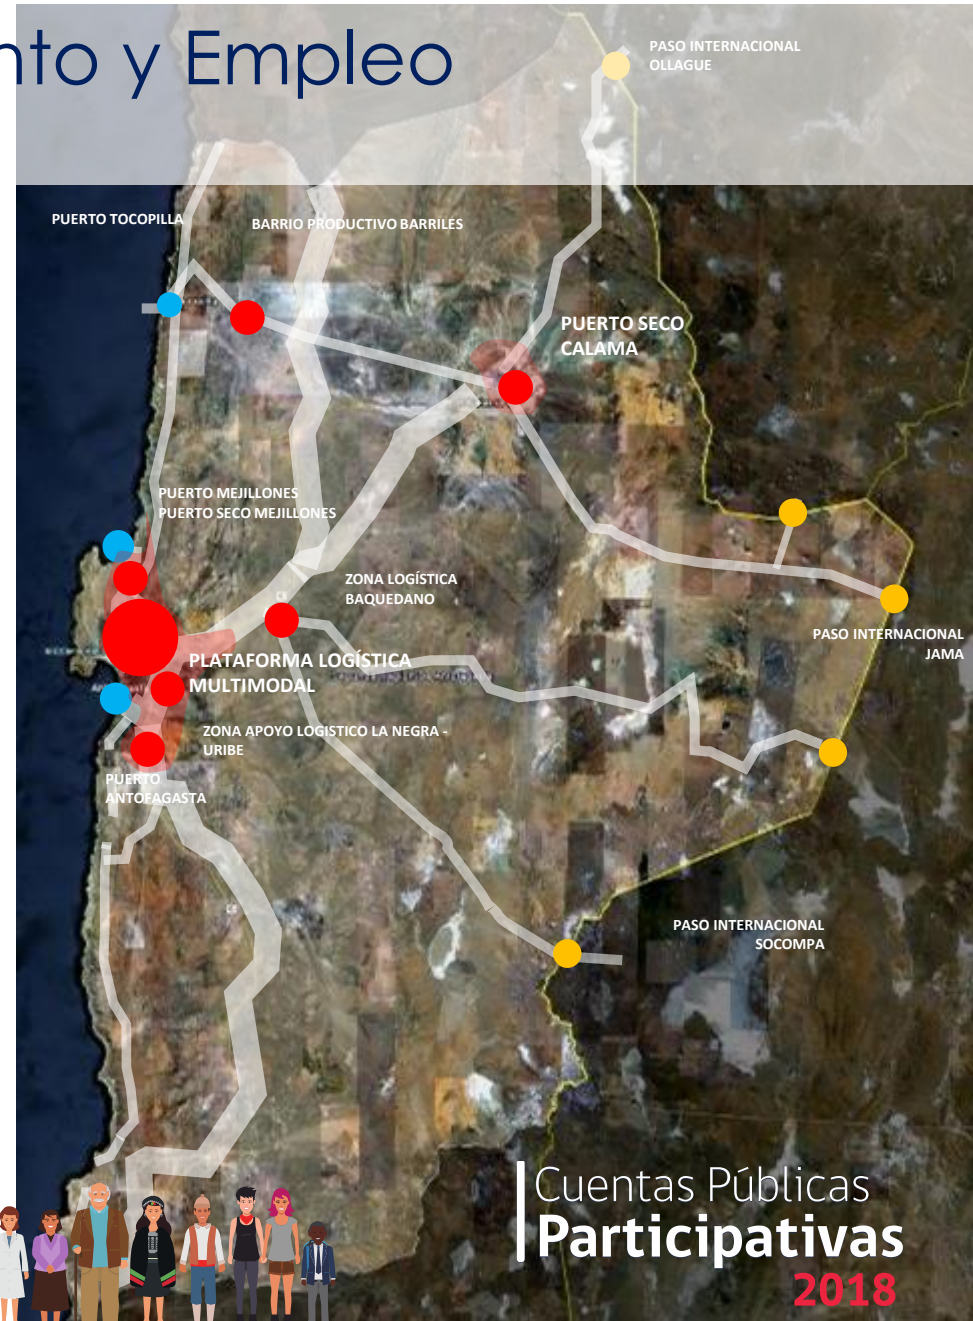 nto y Empleo
PASO INTERNACIONAL
OLLAGUE
PUERTO TOCOPILLA
BARRIO PRODUCTIVO BARRILES
PUERTO SECO
CALAMA
PUERTO MEJILLONES
PUERTO SECO MEJILLONES
ZONA LOGÍSTICA
BAQUEDANO
PASO INTERNACIONAL
JAMA
PLATAFORMA LOGÍSTICA
MULTIMODAL
ZONA APOYO LOGISTICO LA NEGRA -
URIBE
PUERTO
ANTOFAGASTA
PASO INTERNACIONAL
SOCOMPA
Cuentas Públicas
Participativas
2018